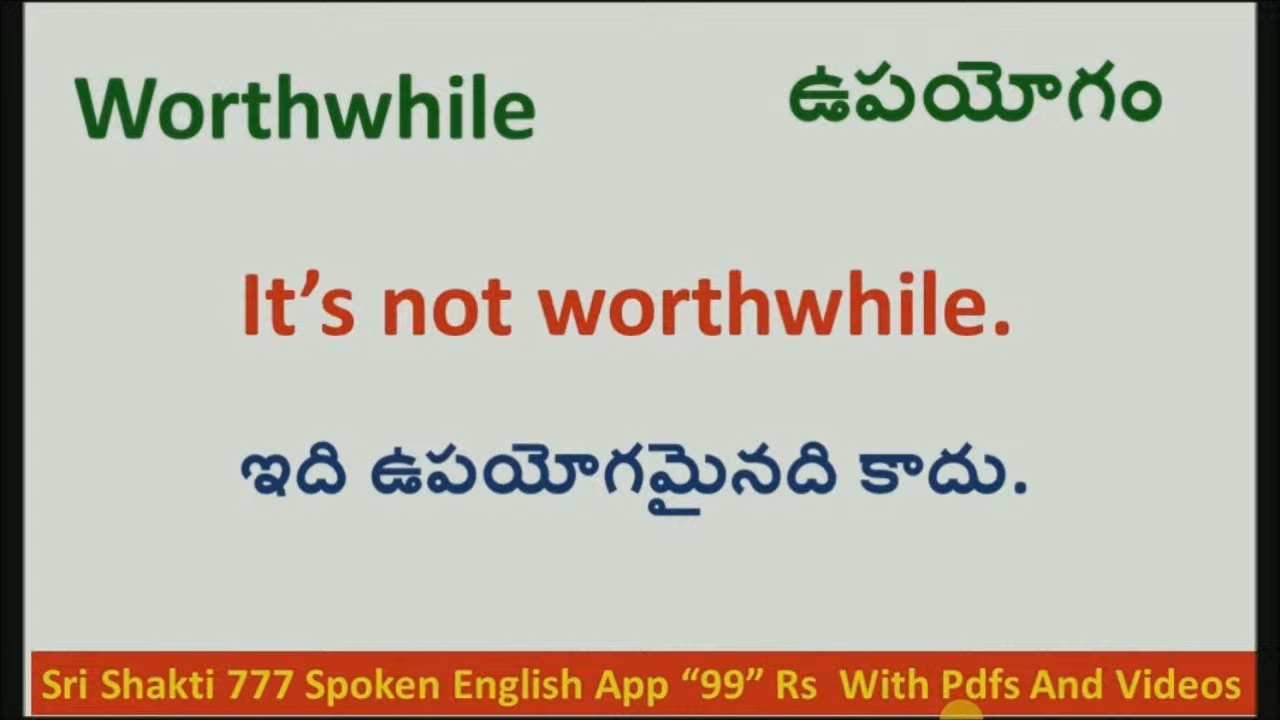 Worthwhile ఉపయోగం
It’s not worthwhile.
ఇది ఉపయోగమైనది కాదు.
Sri Shakti 777 Spoken English App “99” Rs With Pdfs And Videos